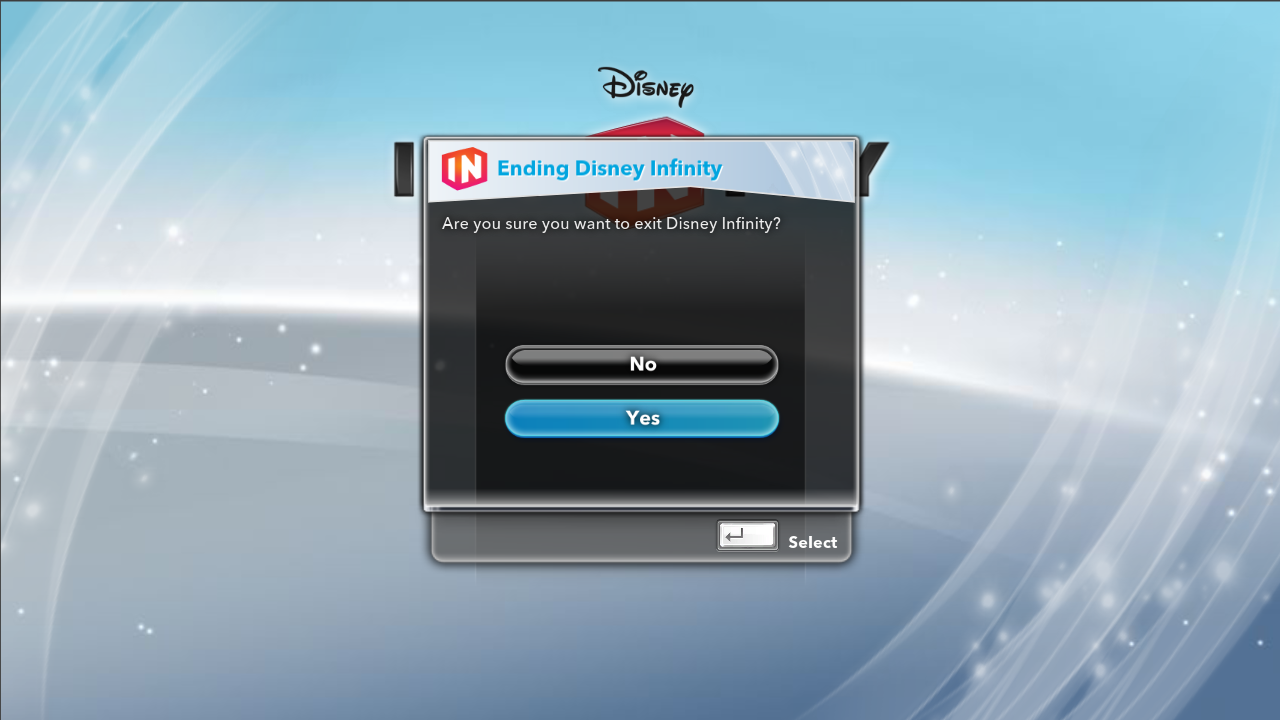 Disney
IN
Ending Disney Infinity
Are you sure you want to exit Disney Infinity?
No
Yes
Select